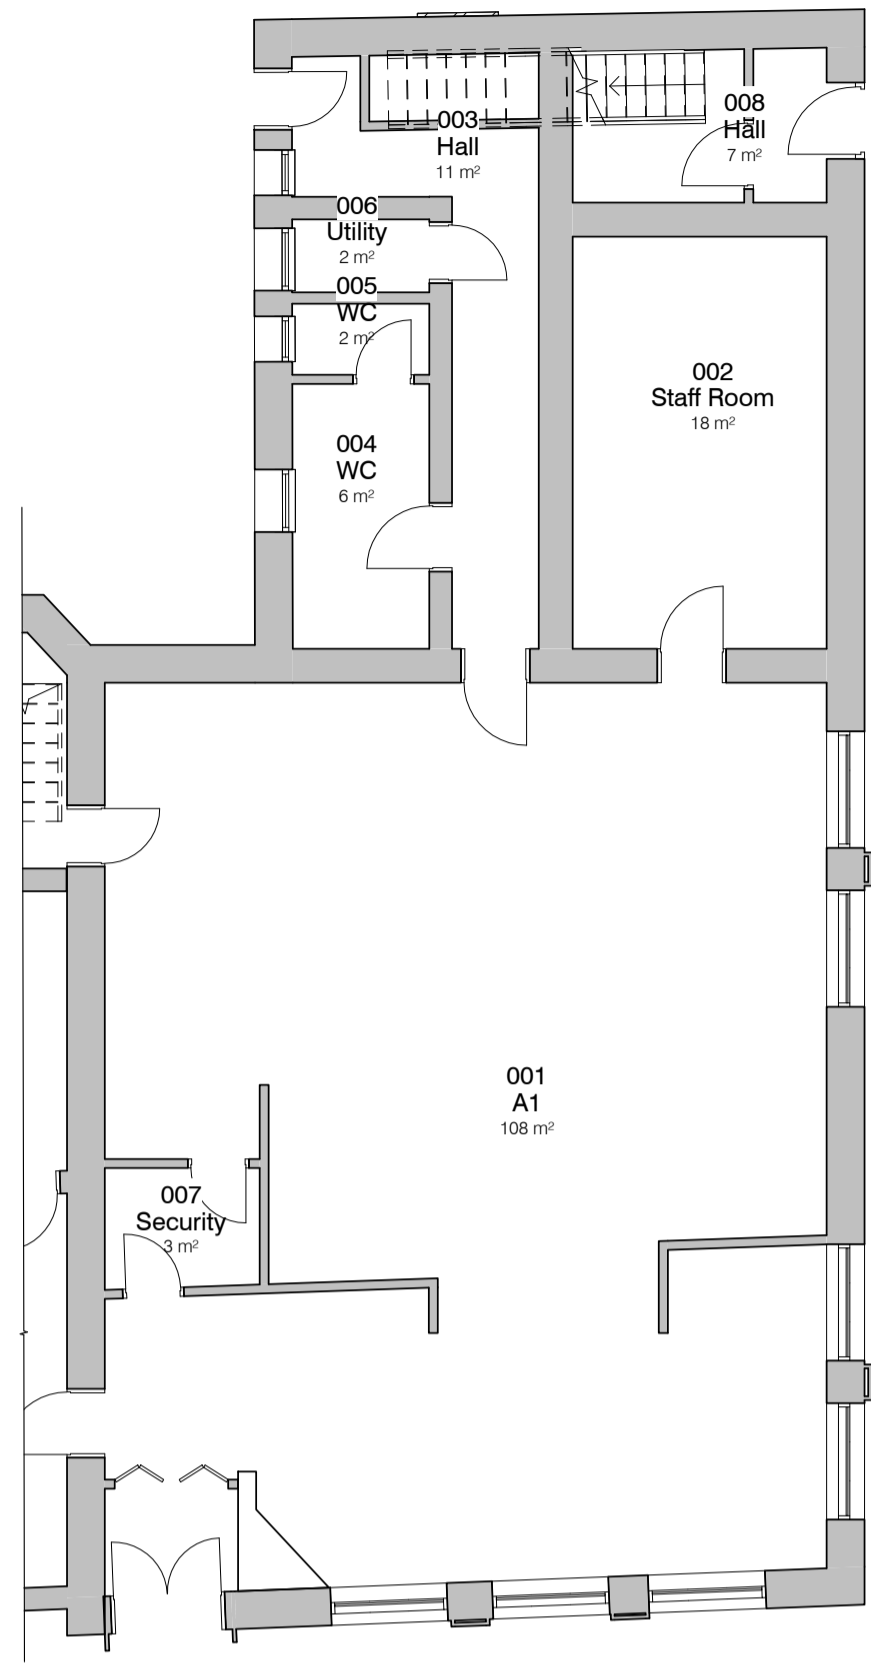 003
Hall
11 m²
008
Hall
7 m²
006
Utility
2 m²
005
WC
2 m²
002
Staff Room
18 m²
004
WC
6 m²
001
A1
108 m²
007
Security
3 m²